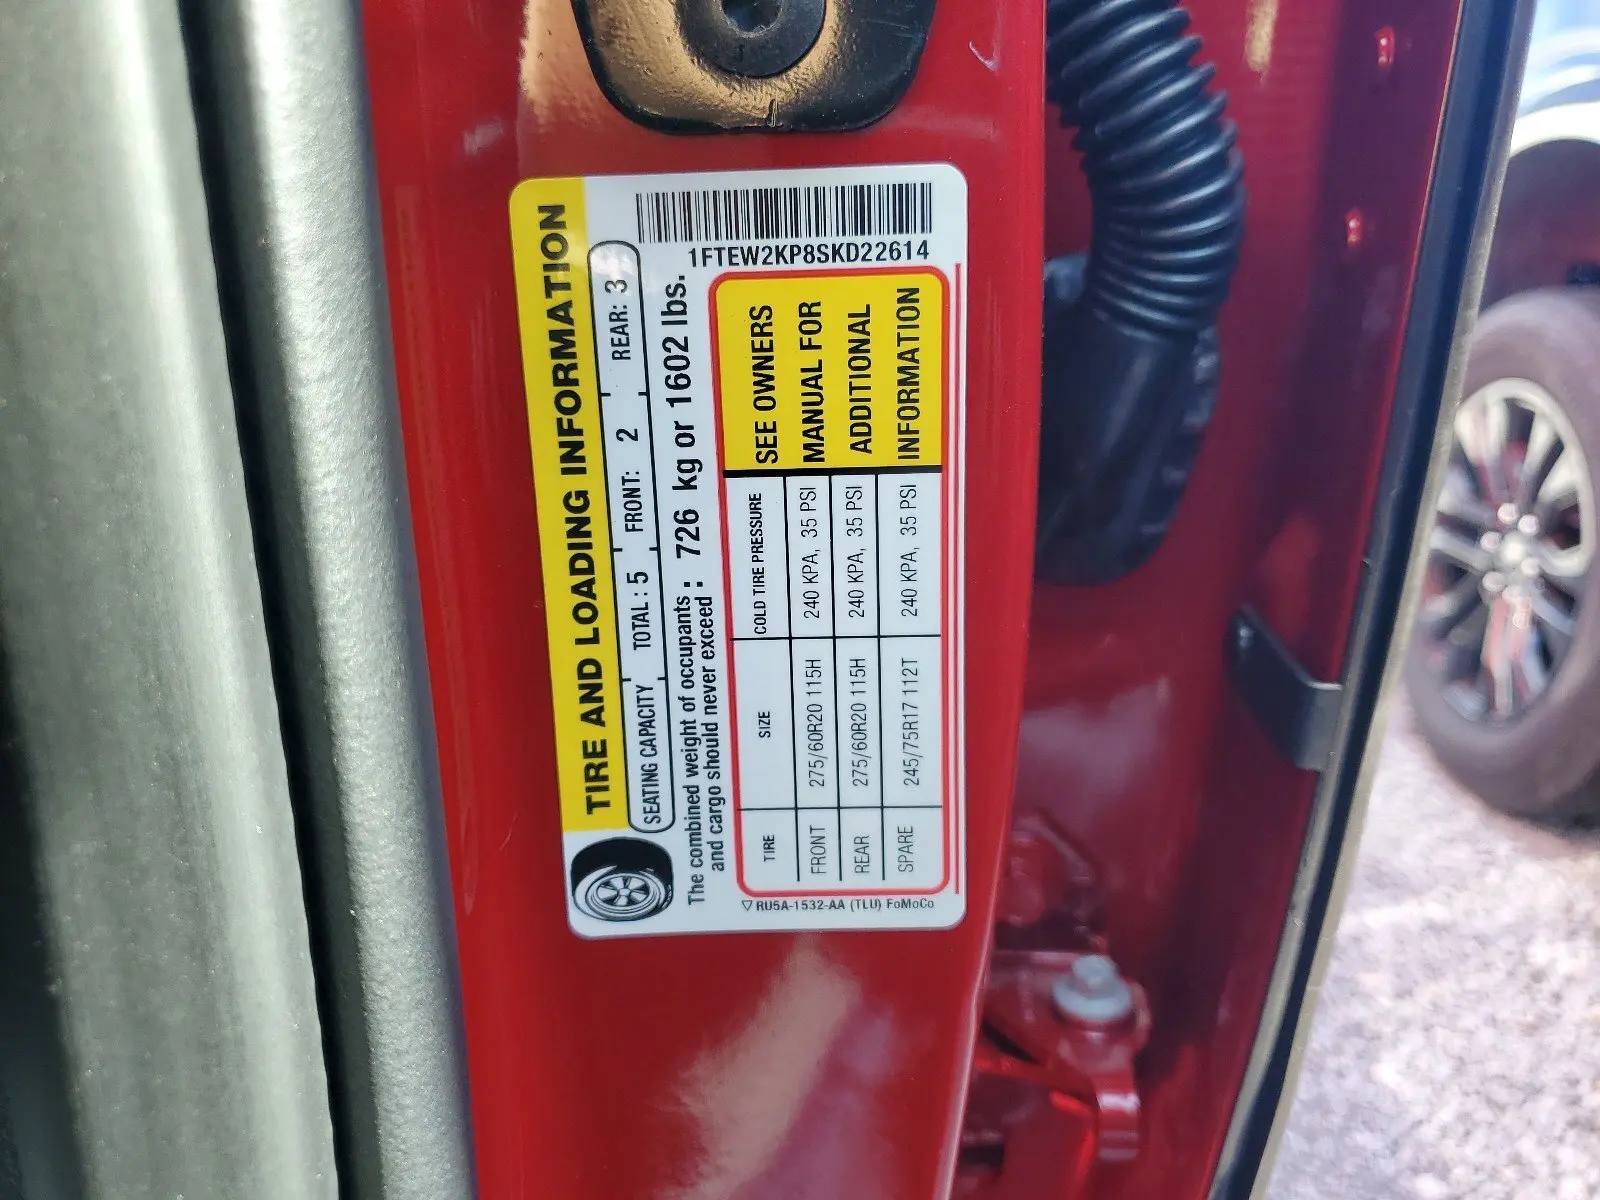 1FTEW2KP8SKD22614
TIRE AND LOADING INFORMATION
SEATING CAPACITY TOTAL: 5 FRONT: 2 REAR: 3
The combined weight of occupants
and cargo should never exceed : 726 kg or 1602 lbs.
TIRE SIZE COLD TIRE PRESSURE
FRONT 275/60R20 115H 240 KPA, 35 PSI
REAR 275/60R20 115H 240 KPA, 35 PSI
SPARE 245/75R17 112T 240 KPA, 35 PSI
SEE OWNERS
MANUAL FOR
ADDITIONAL
INFORMATION
▽ RU5A-1532-AA (TLU) FoMoCo